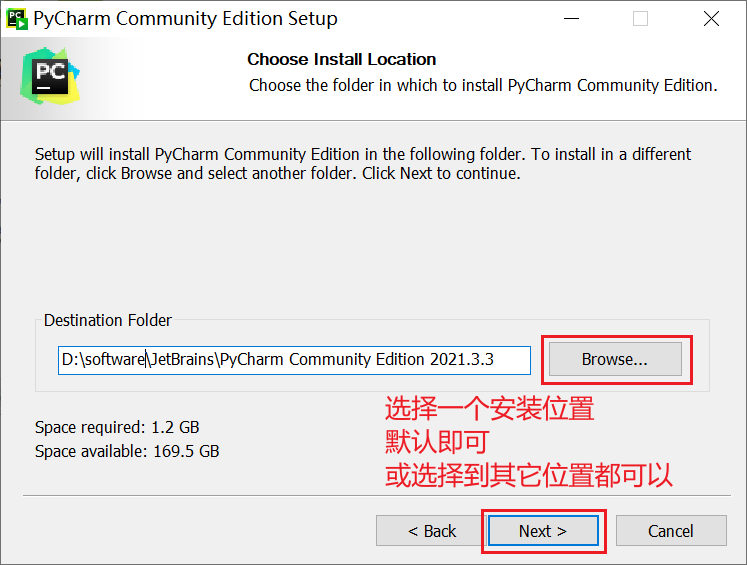 PyCharm Community Edition Setup
PC
Choose Install Location
Choose the folder in which to install PyCharm Community Edition.
Setup will install PyCharm Community Edition in the following folder. To install in a different
folder, click Browse and select another folder. Click Next to continue.
Destination Folder
D:\software\JetBrains\PyCharm Community Edition 2021.3.3
Browse...
选择一个安装位置
默认即可
或选择到其它位置都可以
Space required: 1.2 GB
Space available: 169.5 GB
< Back
Next >
Cancel